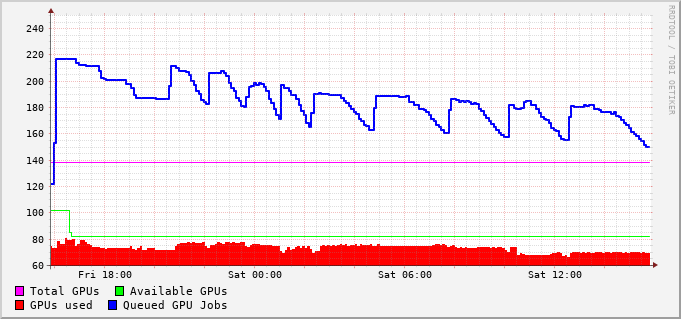 240
220
200
180
160
140
120
100
80
60
Fri 18:00 Sat 00:00 Sat 06:00 Sat 12:00
Total GPUs Available GPUs
GPUs used Queued GPU Jobs
RRDTOOL / TOBI OETIKER